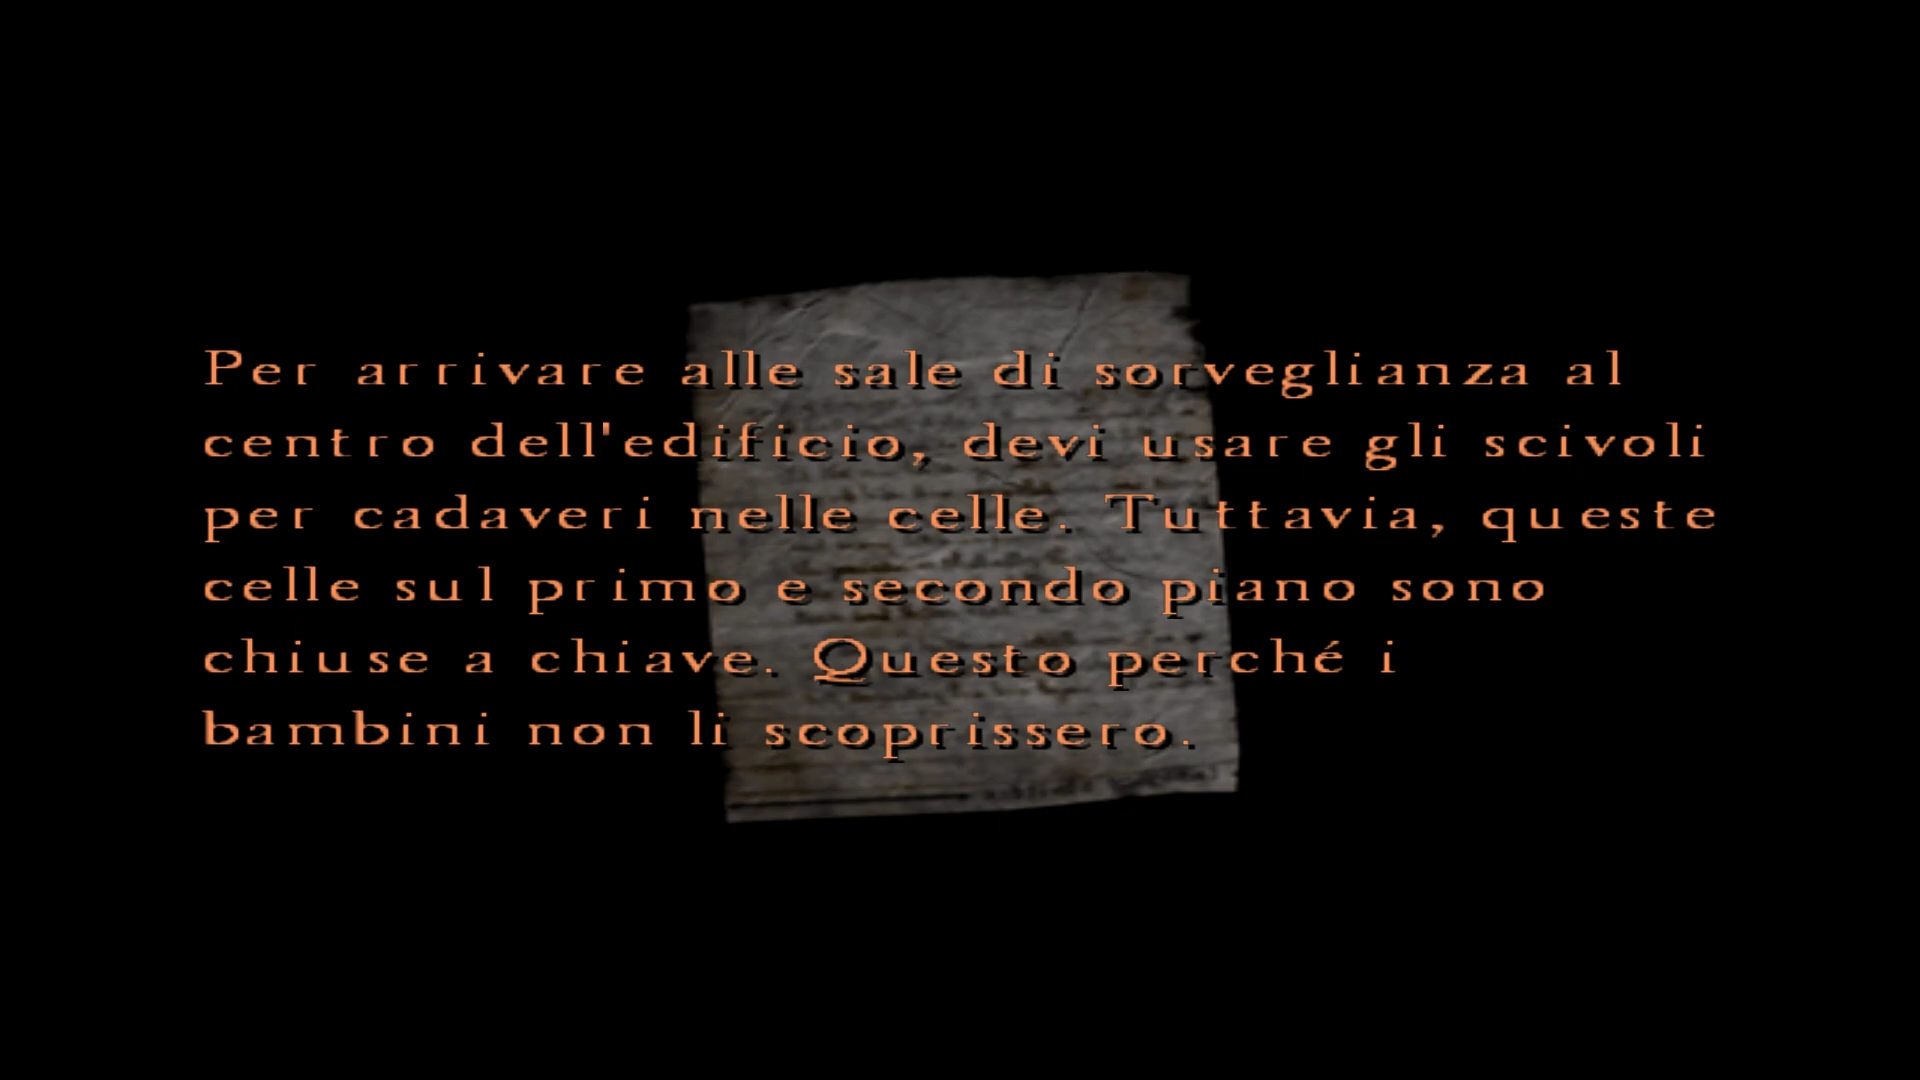 Per arrivare alle sale di sorveglianza al
centro dell'edificio, devi usare gli scivoli
per cadaveri nelle celle. Tuttavia, queste
celle sul primo e secondo piano sono
chiuse a chiave. Questo perché i
bambini non li scoprissero.